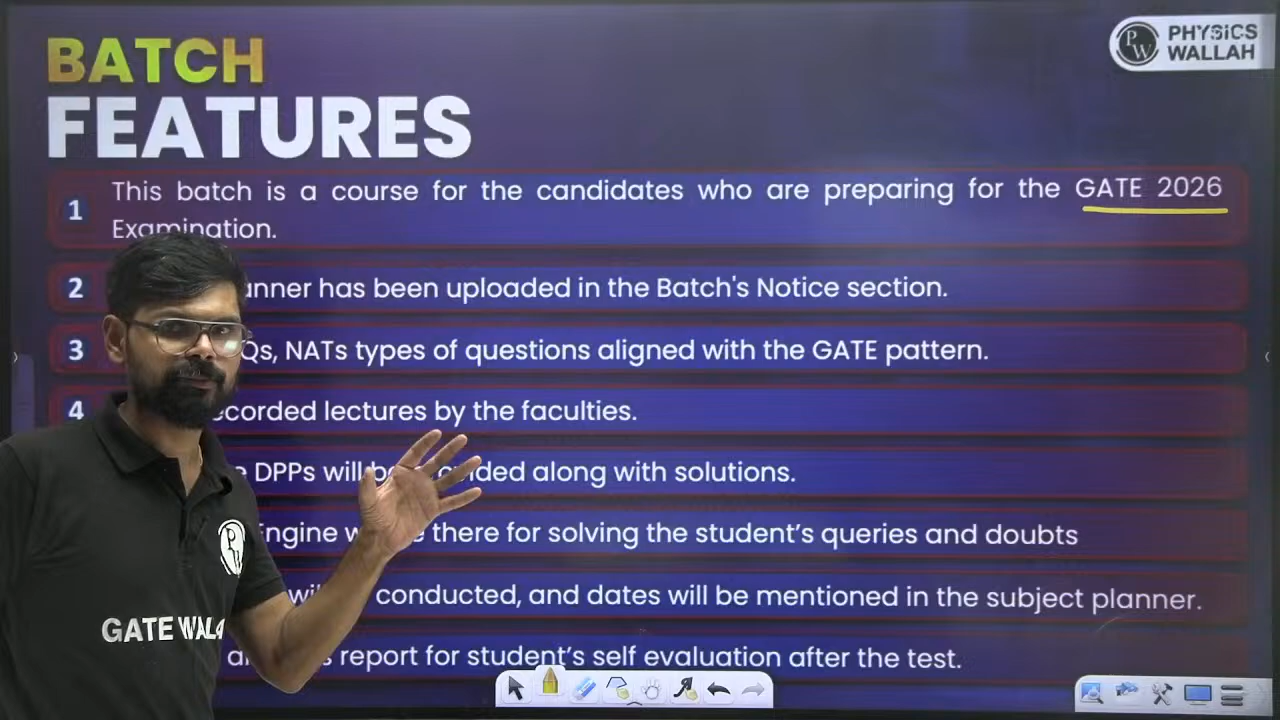 BATCH
FEATURES
PHYSICS
WALLAH
PW
1 This batch is a course for the candidates who are preparing for the GATE 2026
Examination.
2 anner has been uploaded in the Batch's Notice section.
3 Qs, NATs types of questions aligned with the GATE pattern.
4 ecorded lectures by the faculties.
DPPs will along with solutions.
Engine there for solving the student's queries and doubts
conducted, and dates will be mentioned in the subject planner.
report for student's self evaluation after the test.
PW
GATE WALA